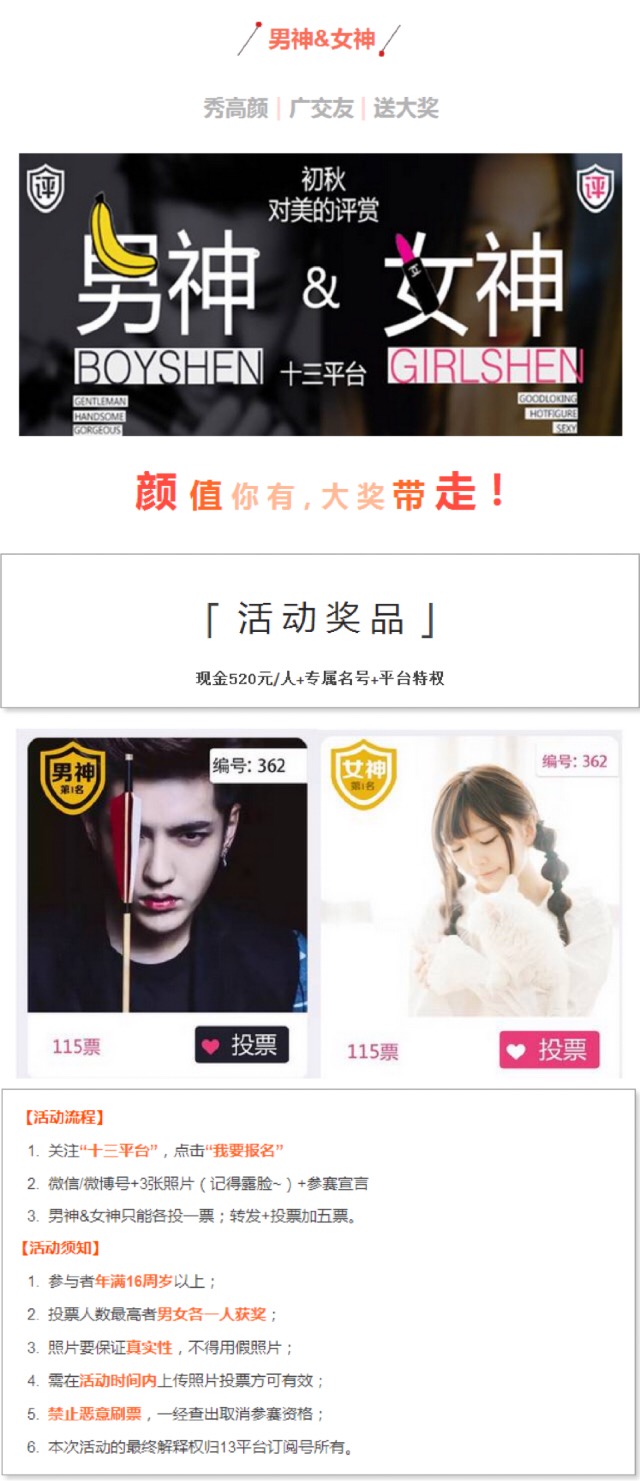 男神&女神
秀高颜 | 广交友 | 送大奖
评
评
初秋
对美的评赏
男神 & 女神
BOYSHEN 十三平台 GIRLSHEN
GENTLEMAN
HANDSOME
GORGEOUS
GOODLOKING
HOTFIGURE
SEXY
颜值你有,大奖带走!
「活动奖品」
现金520元/人+专属名号+平台特权
男神
第1名
编号: 362
女神
第1名
编号: 362
115票
投票
115票
投票
【活动流程】
1. 关注“十三平台”，点击“我要报名”
2. 微信/微博号+3张照片（记得露脸~）+参赛宣言
3. 男神&女神只能各投一票；转发+投票加五票。
【活动须知】
1. 参与者年满16周岁以上；
2. 投票人数最高者男女各一人获奖；
3. 照片要保证真实性，不得用假照片；
4. 需在活动时间内上传照片投票方可有效；
5. 禁止恶意刷票，一经查出取消参赛资格；
6. 本次活动的最终解释权归13平台订阅号所有。